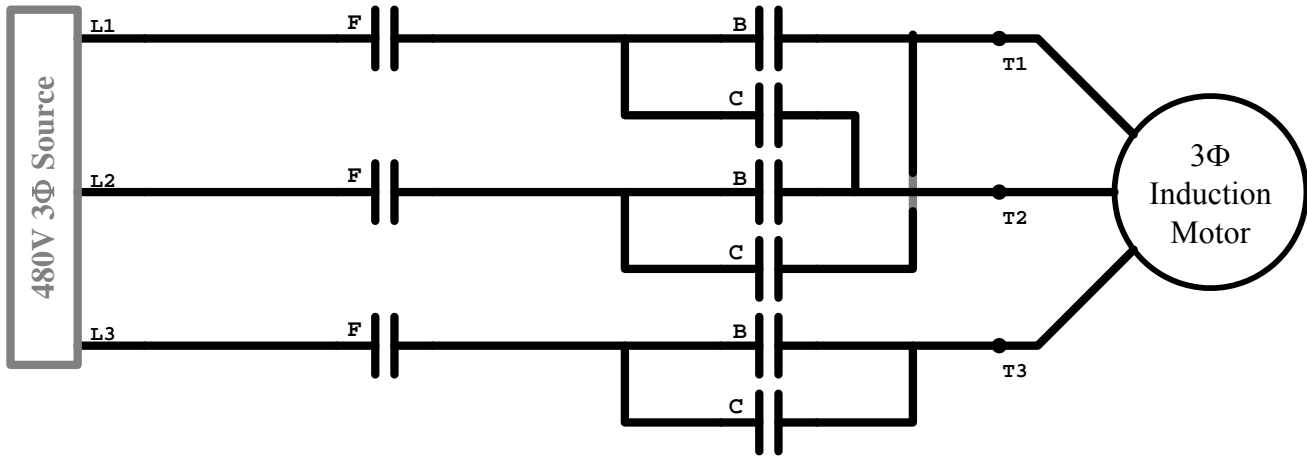 480V 3Φ Source
L1
F
B
T1
C
L2
F
B
T2
C
L3
F
B
T3
C
3Φ
Induction
Motor